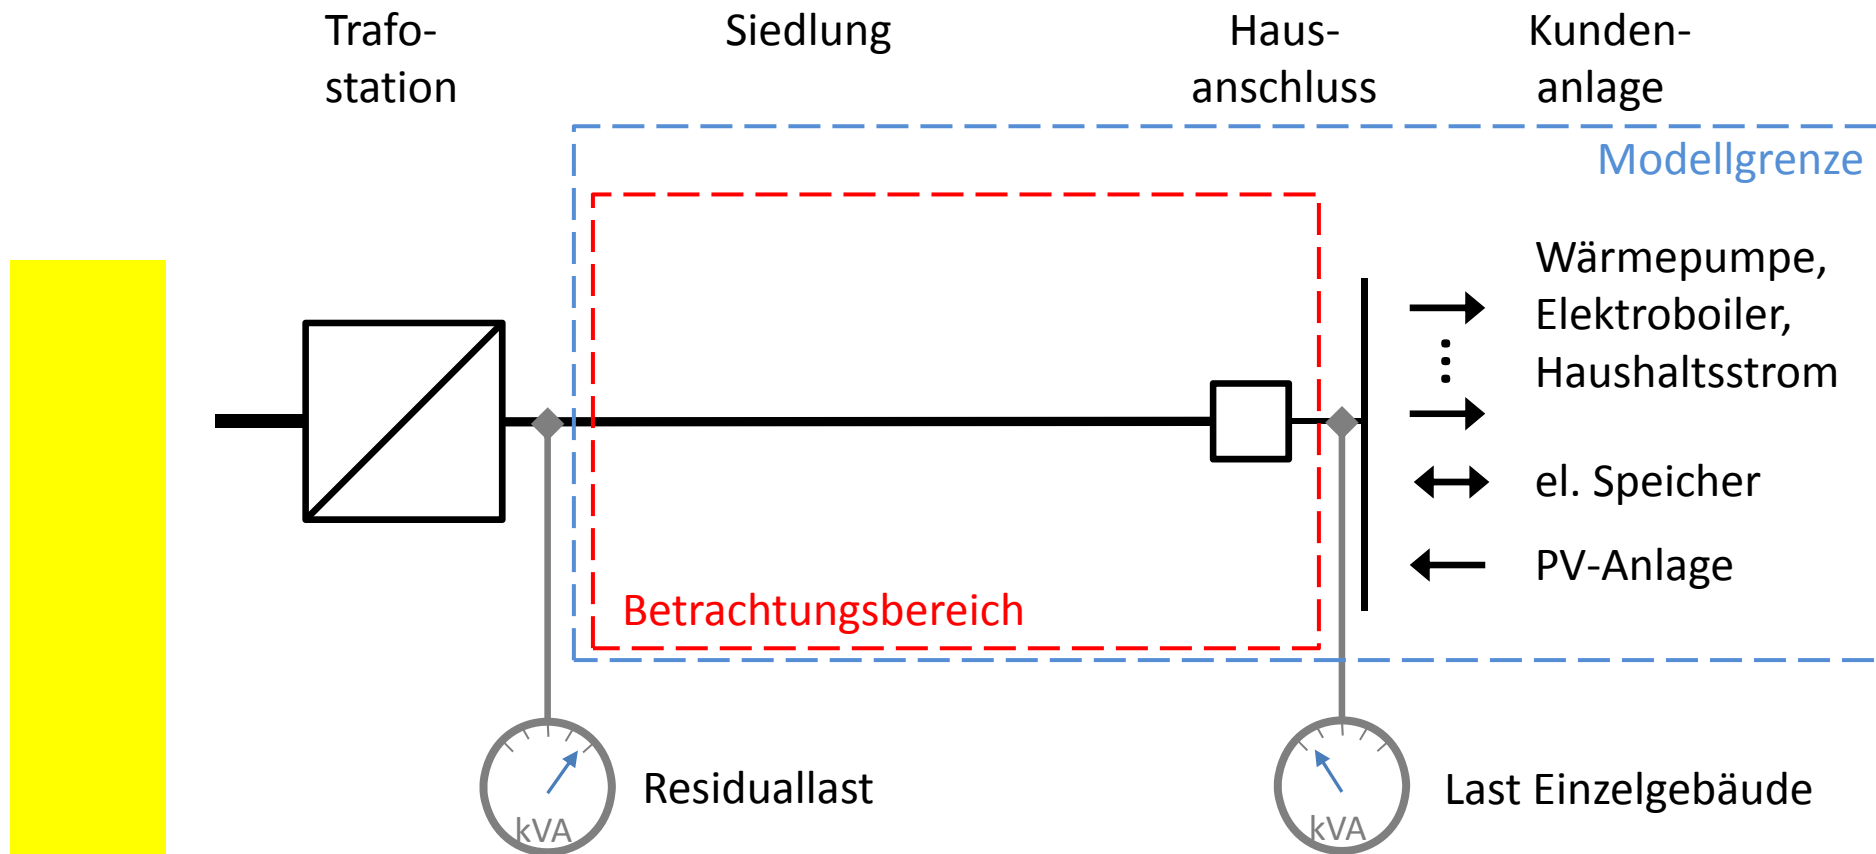 Trafo-
station
Siedlung
Haus-
anschluss
Kunden-
anlage
Modellgrenze
Wärmepumpe,
Elektroboiler,
Haushaltsstrom
el. Speicher
PV-Anlage
Betrachtungsbereich
kVA
Residuallast
kVA
Last Einzelgebäude